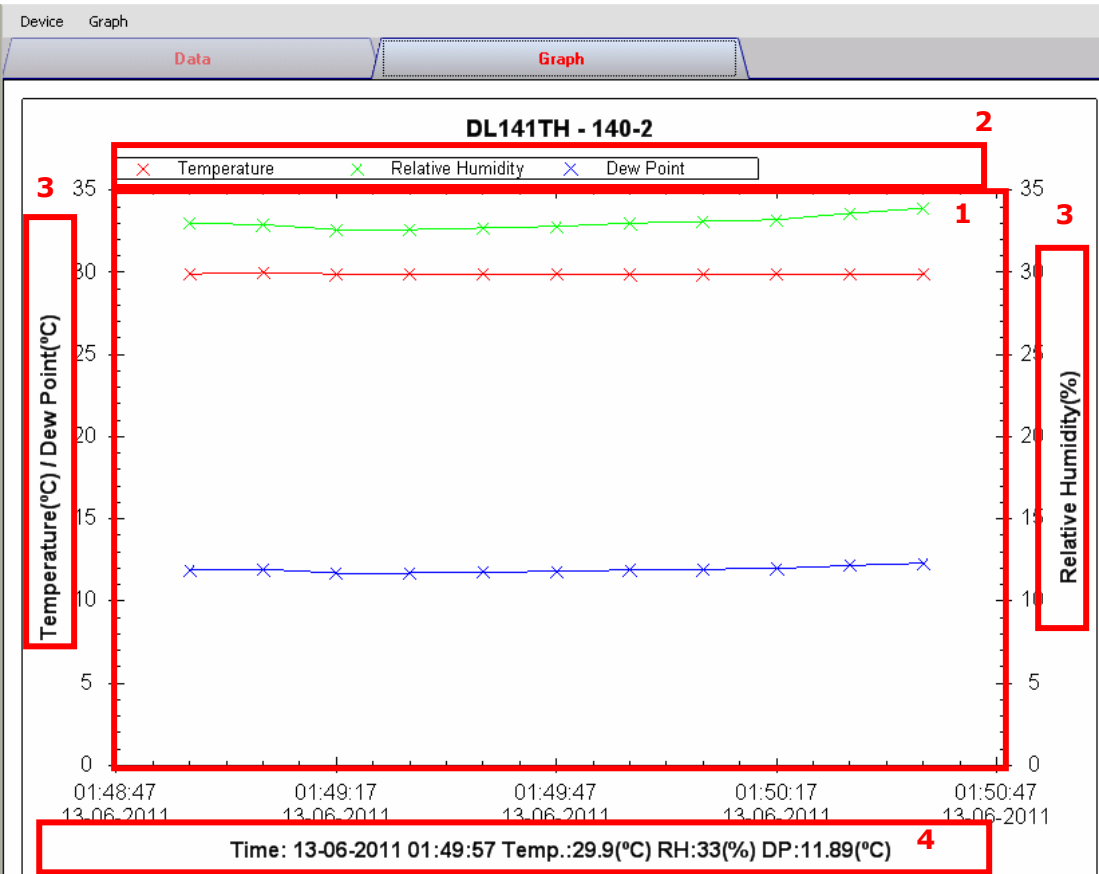 Device Graph
Data Graph
DL141TH - 140-2
2
Temperature Relative Humidity Dew Point
3
35
35
1
3
30
30
25
25
20
20
15
15
10
10
5
5
0
0
Temperature(ºC) / Dew Point(ºC)
Relative Humidity(%)
01:48:47 01:49:17 01:49:47 01:50:17 01:50:47
13-06-2011 13-06-2011 13-06-2011 13-06-2011 13-06-2011
Time: 13-06-2011 01:49:57 Temp.:29.9(ºC) RH:33(%) DP:11.89(ºC)
4